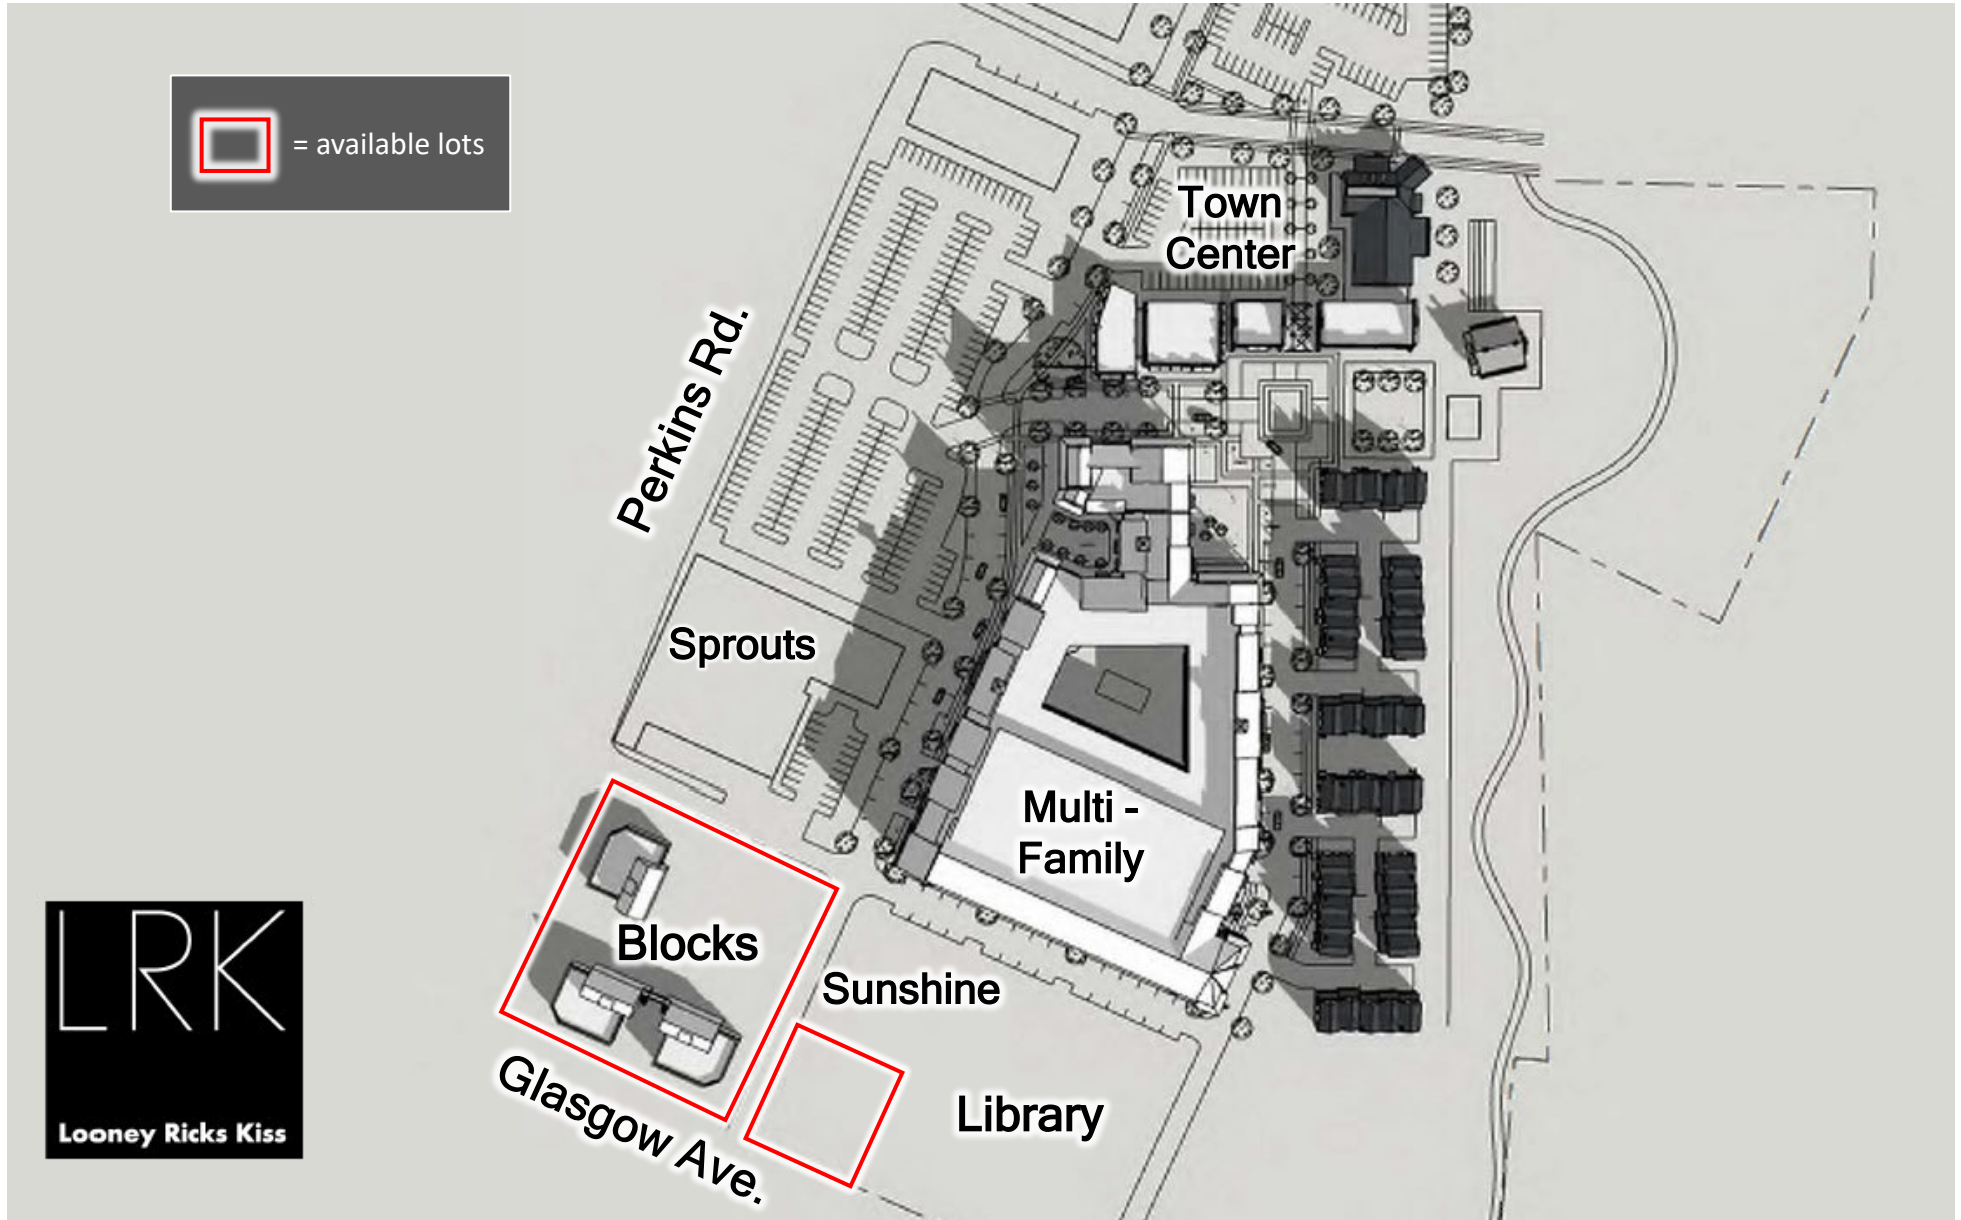 = available lots
Town
Center
Perkins Rd.
Sprouts
Multi -
Family
Blocks
Sunshine
Library
Glasgow Ave.
LRK
Looney Ricks Kiss